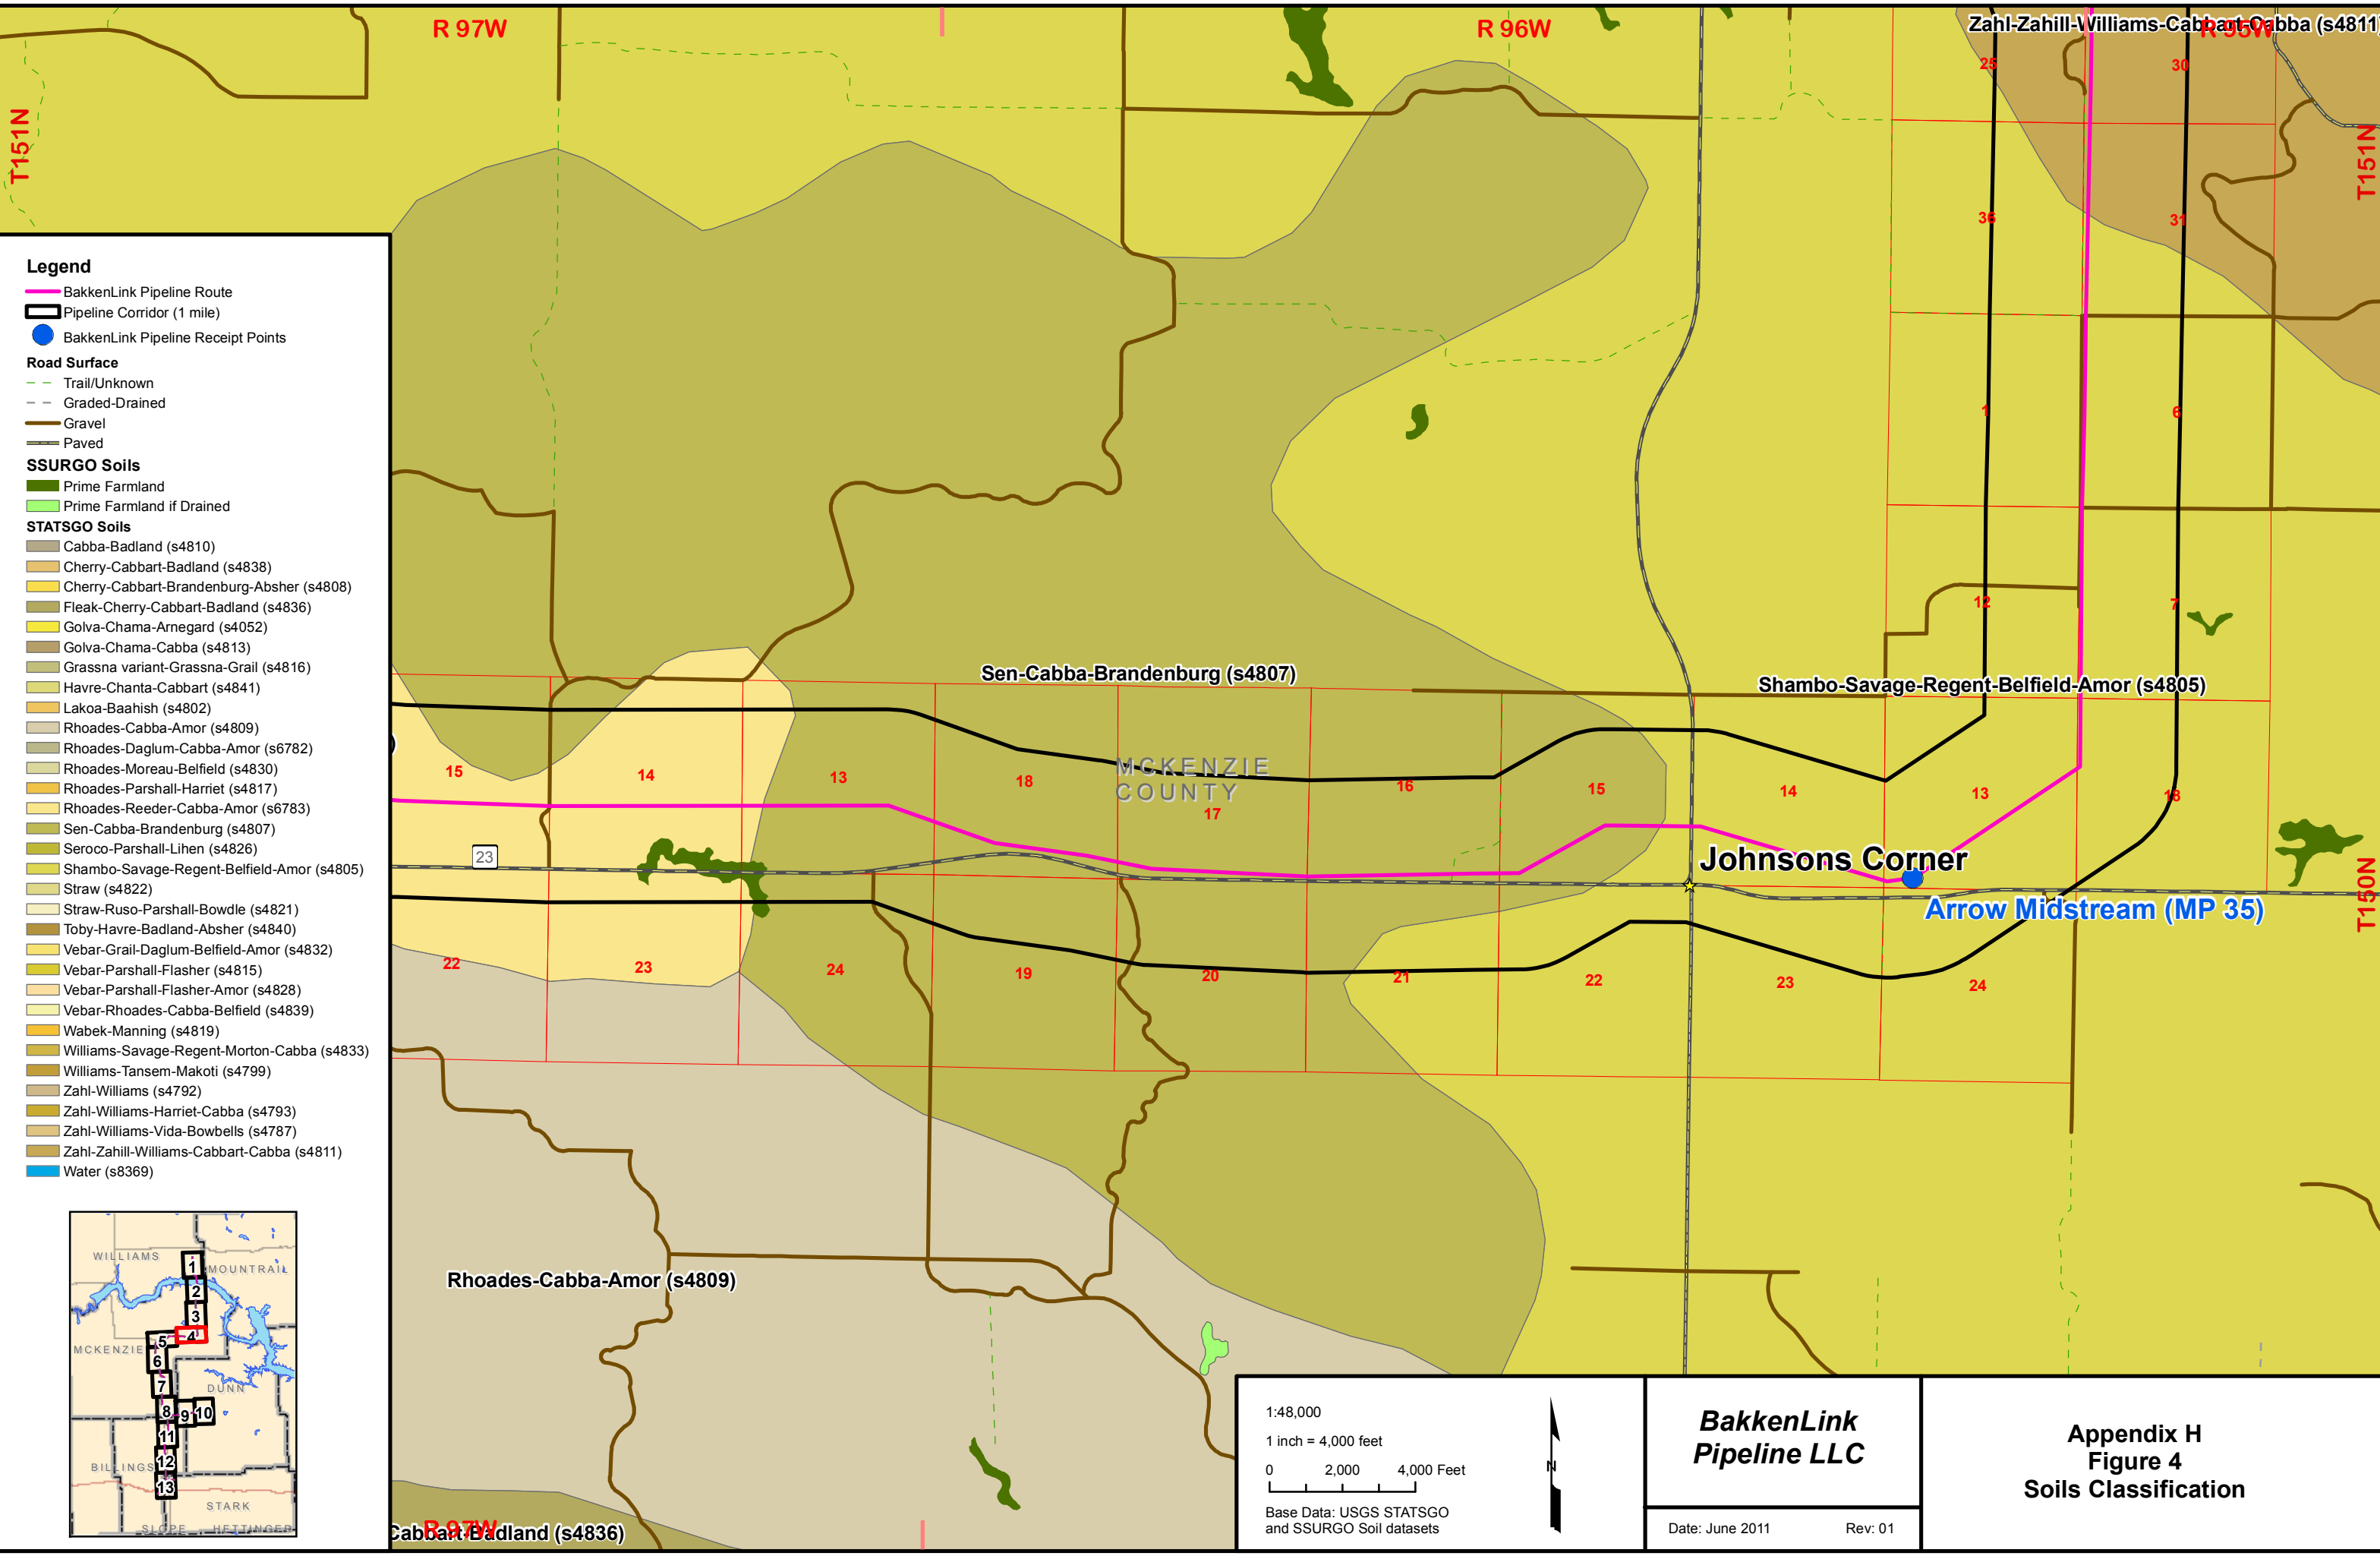 R 97W
R 96W
Zahl-Zahill-Williams-Cabbart-Cabba (s4811)
R 95W
T151N
T151N
25
30
36
31
1
6
12
7
Legend
BakkenLink Pipeline Route
Pipeline Corridor (1 mile)
BakkenLink Pipeline Receipt Points
Road Surface
Trail/Unknown
Graded-Drained
Gravel
Paved
SSURGO Soils
Prime Farmland
Prime Farmland if Drained
STATSGO Soils
Cabba-Badland (s4810)
Cherry-Cabbart-Badland (s4838)
Cherry-Cabbart-Brandenburg-Absher (s4808)
Fleak-Cherry-Cabbart-Badland (s4836)
Golva-Chama-Arnegard (s4052)
Golva-Chama-Cabba (s4813)
Grassna variant-Grassna-Grail (s4816)
Havre-Chanta-Cabbart (s4841)
Lakoa-Baahish (s4802)
Rhoades-Cabba-Amor (s4809)
Rhoades-Daglum-Cabba-Amor (s6782)
Rhoades-Moreau-Belfield (s4830)
Rhoades-Parshall-Harriet (s4817)
Rhoades-Reeder-Cabba-Amor (s6783)
Sen-Cabba-Brandenburg (s4807)
Seroco-Parshall-Lihen (s4826)
Shambo-Savage-Regent-Belfield-Amor (s4805)
Straw (s4822)
Straw-Ruso-Parshall-Bowdle (s4821)
Toby-Havre-Badland-Absher (s4840)
Vebar-Grail-Daglum-Belfield-Amor (s4832)
Vebar-Parshall-Flasher (s4815)
Vebar-Parshall-Flasher-Amor (s4828)
Vebar-Rhoades-Cabba-Belfield (s4839)
Wabek-Manning (s4819)
Williams-Savage-Regent-Morton-Cabba (s4833)
Williams-Tansem-Makoti (s4799)
Zahl-Williams (s4792)
Zahl-Williams-Harriet-Cabba (s4793)
Zahl-Williams-Vida-Bowbells (s4787)
Zahl-Zahill-Williams-Cabbart-Cabba (s4811)
Water (s8369)
Sen-Cabba-Brandenburg (s4807)
Shambo-Savage-Regent-Belfield-Amor (s4805)
)
15
14
13
18
MCKENZIE
COUNTY
17
16
15
14
13
18
23
Johnsons Corner
Arrow Midstream (MP 35)
T150N
22
23
24
19
20
21
22
23
24
Rhoades-Cabba-Amor (s4809)
Cabbart-Badland (s4836)
R 97W
WILLIAMS
MOUNTRAIL
MCKENZIE
DUNN
BILLINGS
STARK
SLOPE
HETTINGER
1
2
3
4
5
6
7
8
9
10
11
12
13
1:48,000
1 inch = 4,000 feet
0 2,000 4,000 Feet
Base Data: USGS STATSGO
and SSURGO Soil datasets
N
BakkenLink
Pipeline LLC
Date: June 2011 Rev: 01
Appendix H
Figure 4
Soils Classification